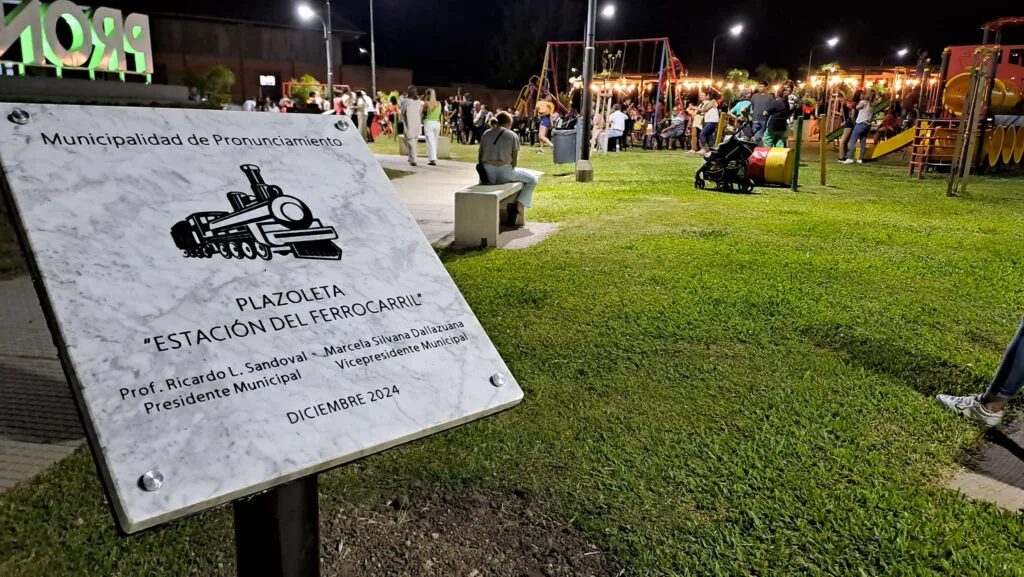 PRON
Municipalidad de Pronunciamiento
PLAZOLETA
"ESTACIÓN DEL FERROCARRIL"
Prof. Ricardo L. Sandoval - Marcela Silvana Dallazuana
Presidente Municipal Vicepresidente Municipal
DICIEMBRE 2024